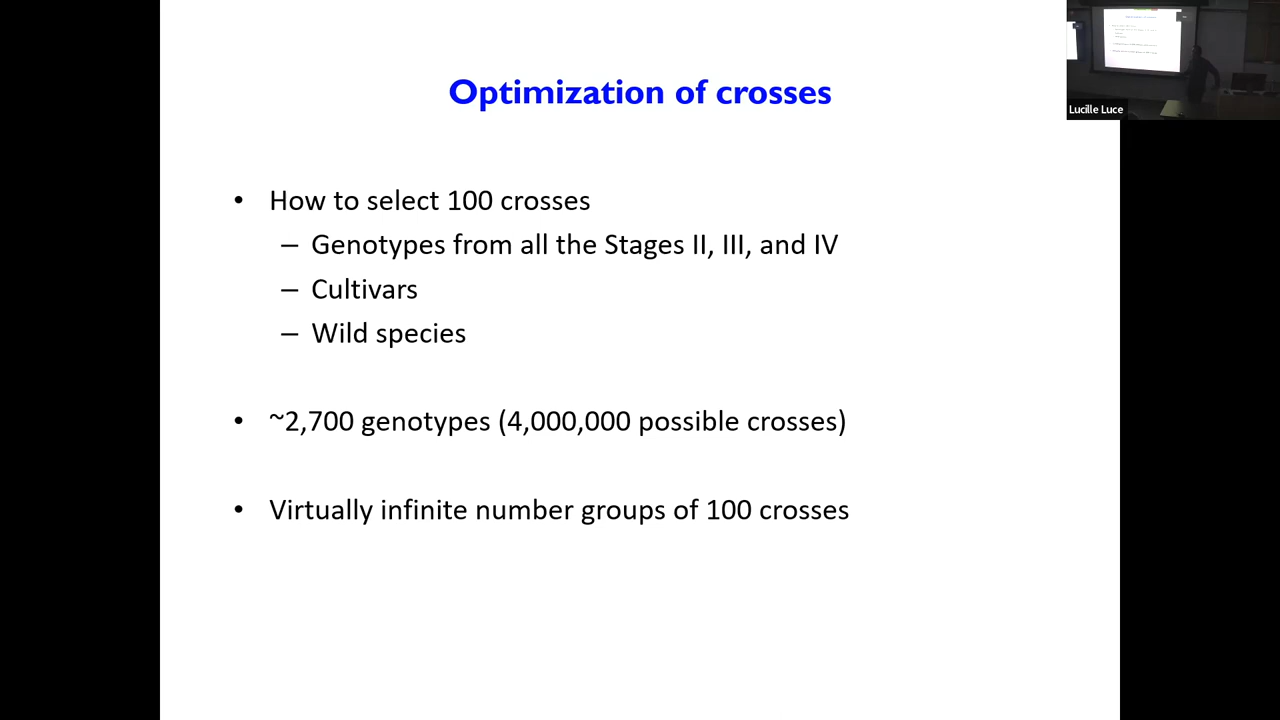 Optimization of crosses
• How to select 100 crosses
– Genotypes from all the Stages II, III, and IV
– Cultivars
– Wild species
• ~2,700 genotypes (4,000,000 possible crosses)
• Virtually infinite number groups of 100 crosses
Lucille Luce